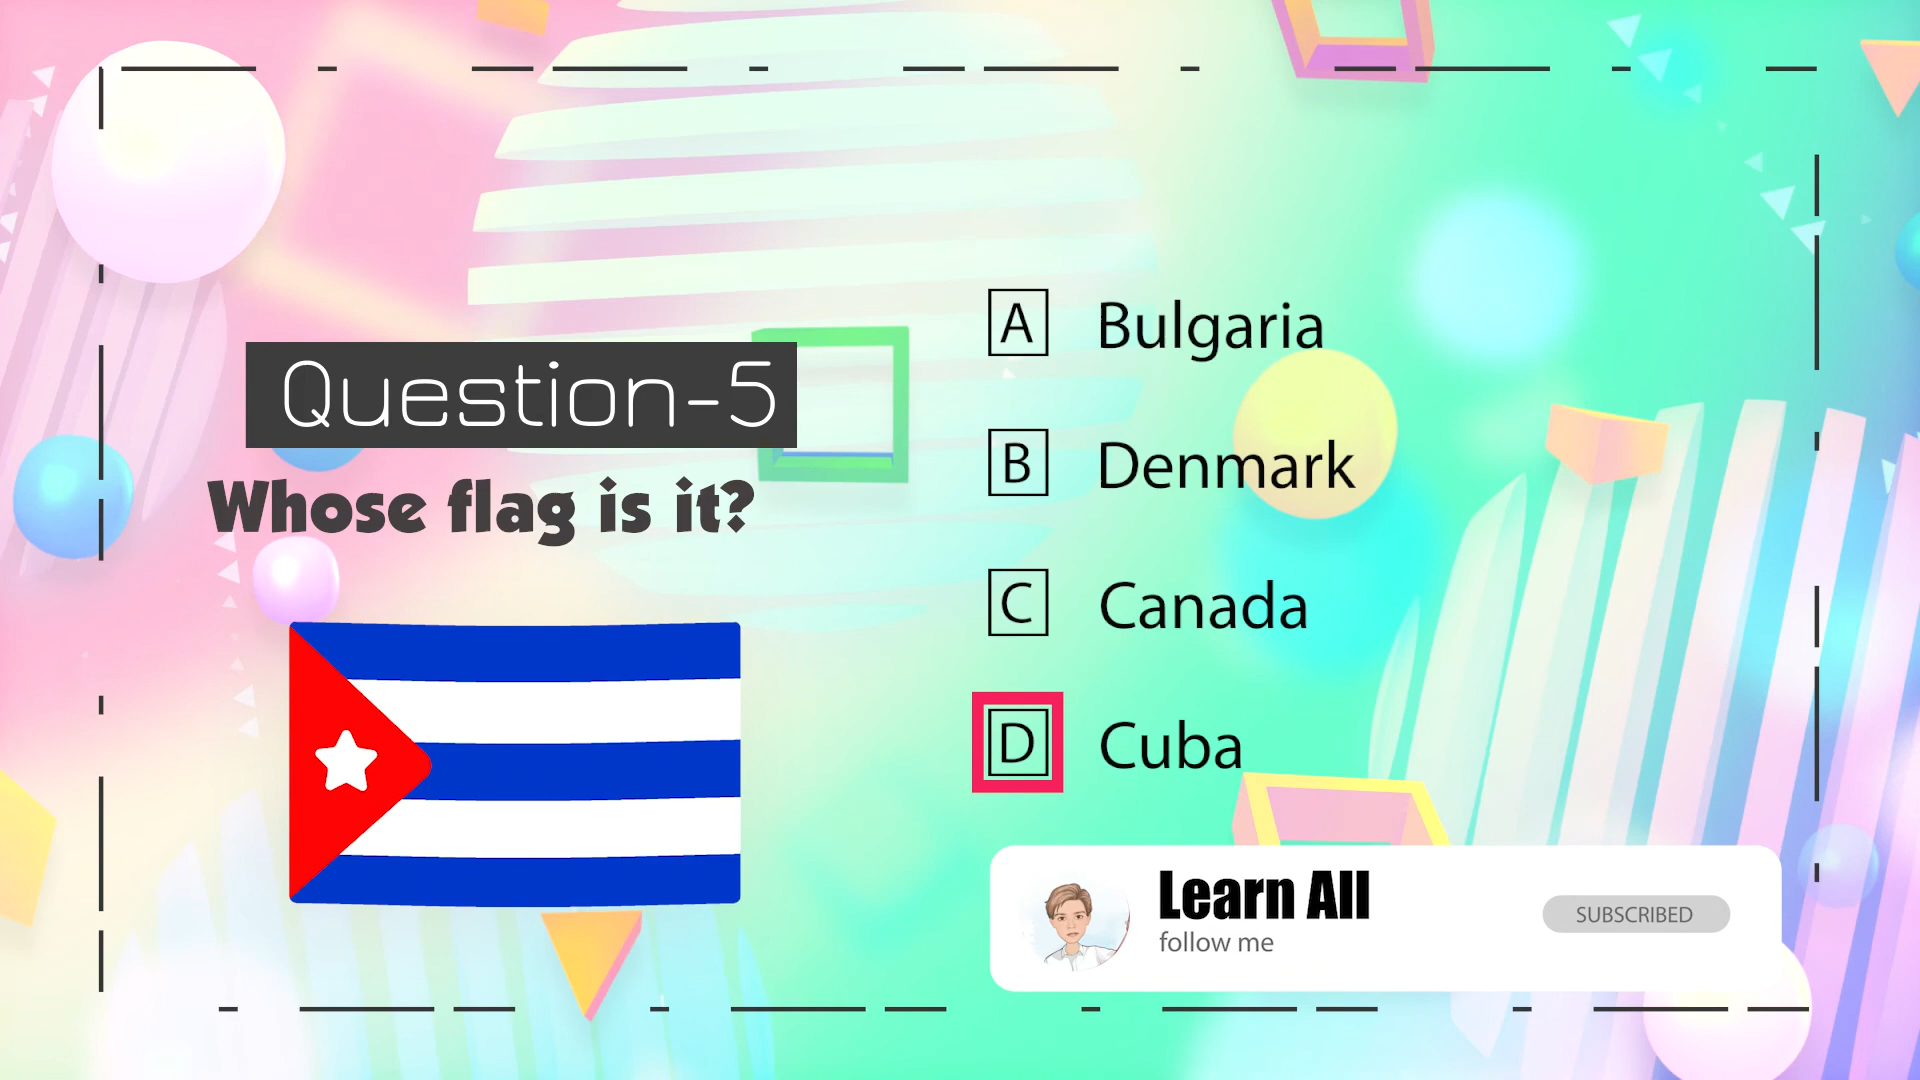 Question-5
Whose flag is it?
A Bulgaria
B Denmark
C Canada
D Cuba
Learn All
follow me
SUBSCRIBED